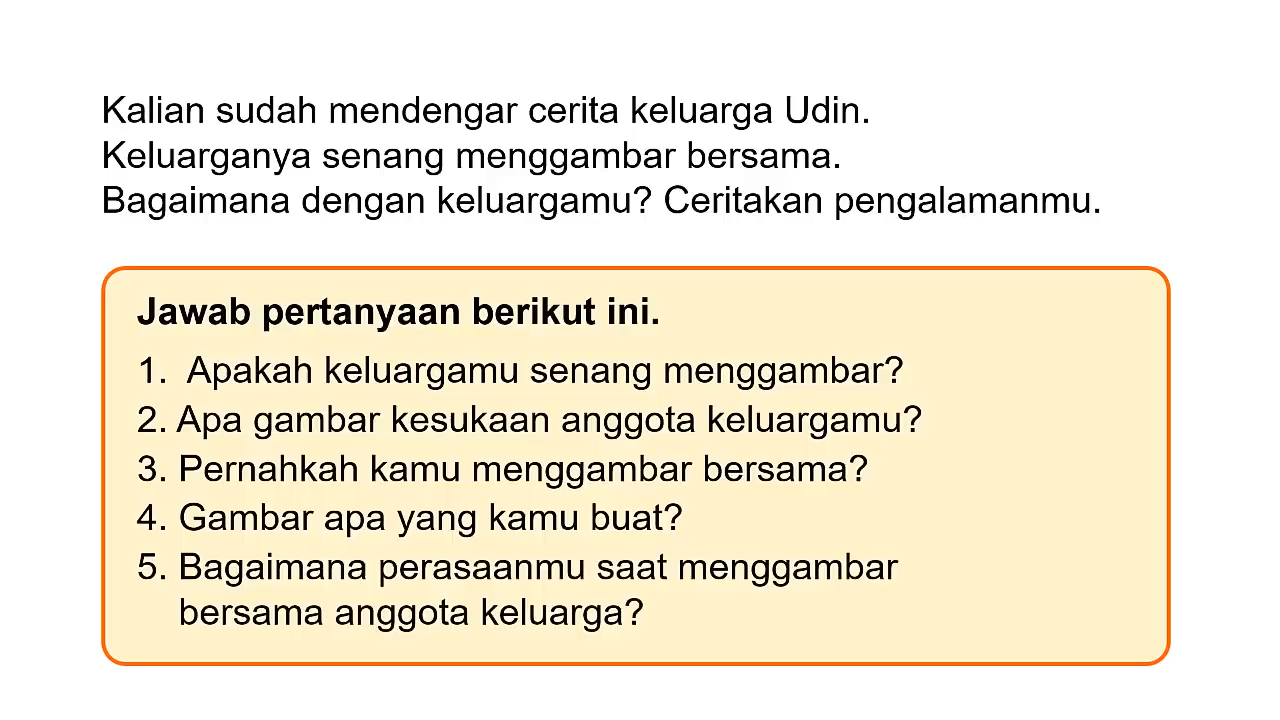 Kalian sudah mendengar cerita keluarga Udin.
Keluarganya senang menggambar bersama.
Bagaimana dengan keluargamu? Ceritakan pengalamanmu.
Jawab pertanyaan berikut ini.
1. Apakah keluargamu senang menggambar?
2. Apa gambar kesukaan anggota keluargamu?
3. Pernahkah kamu menggambar bersama?
4. Gambar apa yang kamu buat?
5. Bagaimana perasaanmu saat menggambar
bersama anggota keluarga?